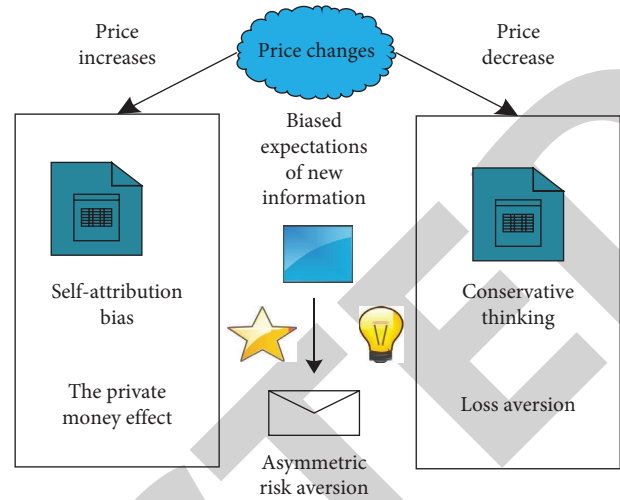 Price
increases
Price changes
Price
decrease
Biased
expectations
of new
information
Self-attribution
bias
The private
money effect
Conservative
thinking
Loss aversion
Asymmetric
risk aversion